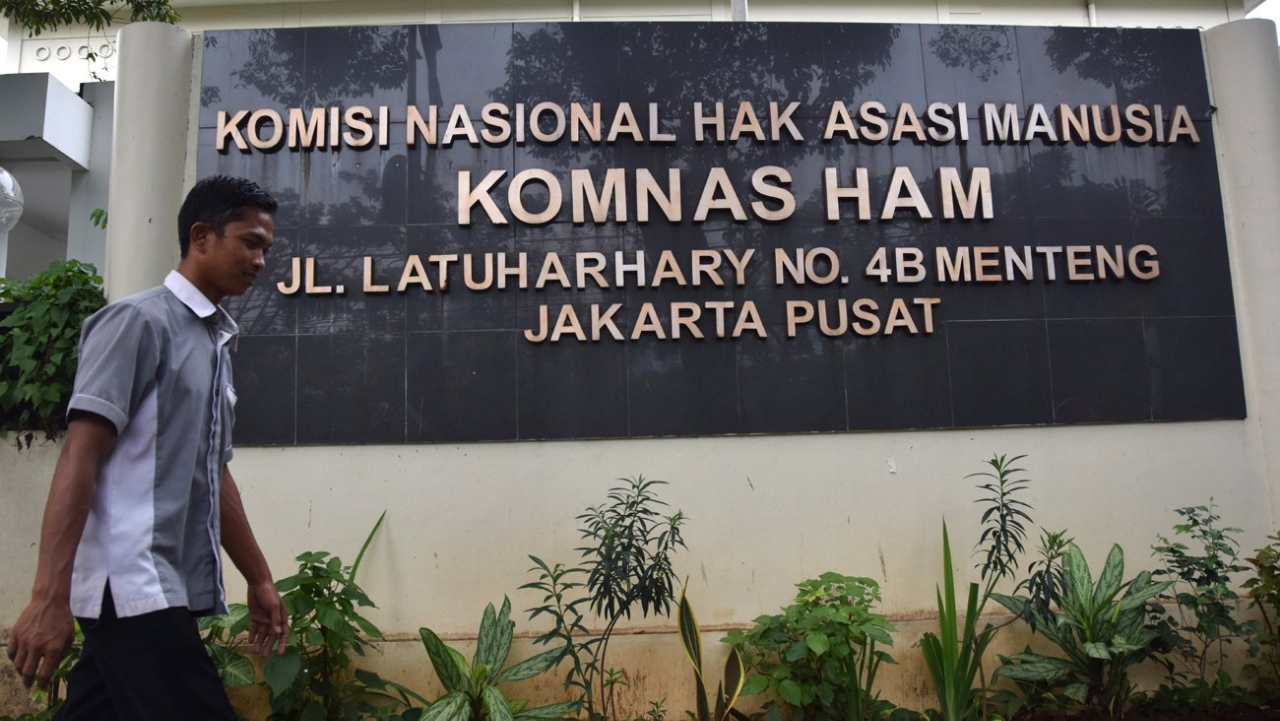 KOMISI NASIONAL HAK ASASI MANUSIA
KOMNAS HAM
JL. LATUHARHARY NO. 4B MENTENG
JAKARTA PUSAT